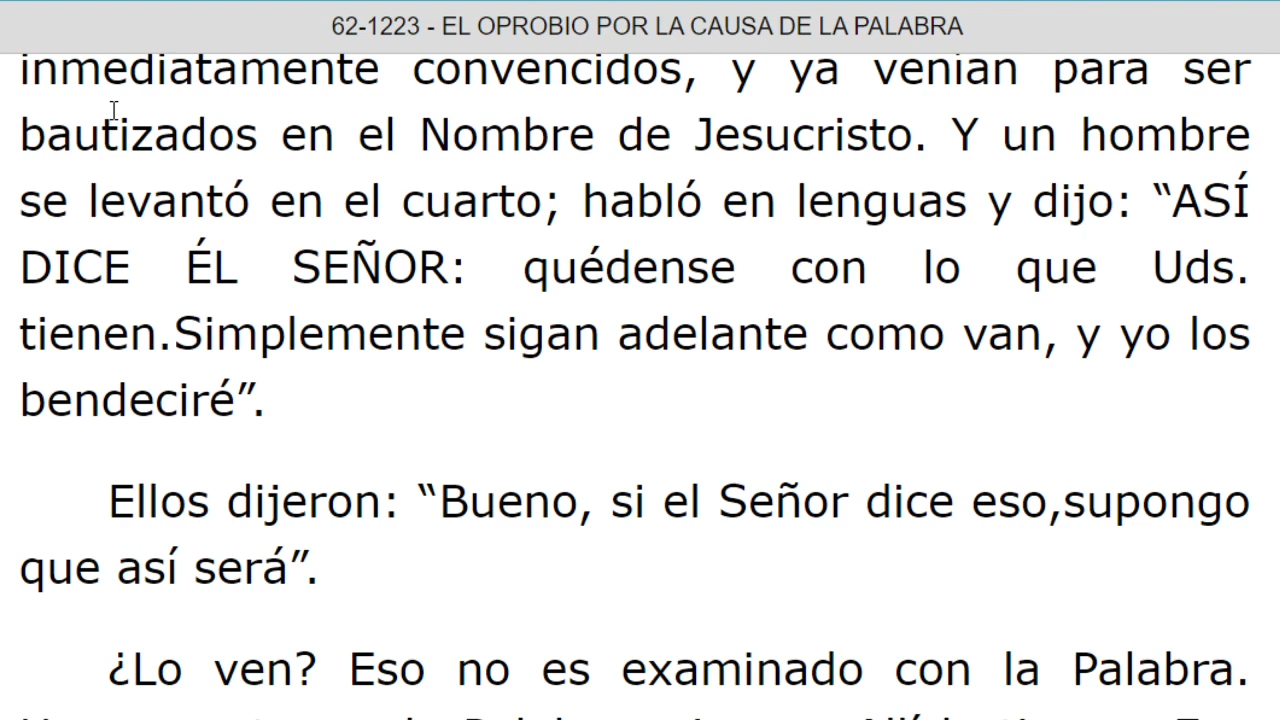 62-1223 - EL OPROBIO POR LA CAUSA DE LA PALABRA
inmediatamente convencidos, y ya venían para ser
bautizados en el Nombre de Jesucristo. Y un hombre
se levantó en el cuarto; habló en lenguas y dijo: “ASÍ
DICE ÉL SEÑOR: quédense con lo que Uds.
tienen.Simplemente sigan adelante como van, y yo los
bendeciré”.
Ellos dijeron: “Bueno, si el Señor dice eso,supongo
que así será”.
¿Lo ven? Eso no es examinado con la Palabra.